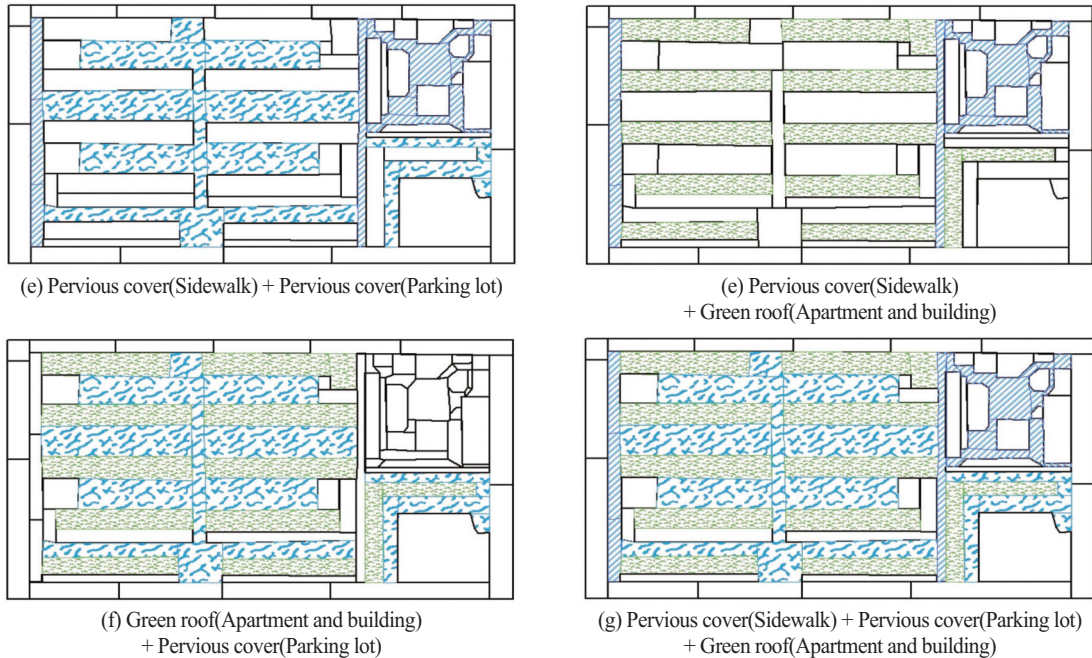 (e) Pervious cover(Sidewalk) + Pervious cover(Parking lot)
(e) Pervious cover(Sidewalk)
+ Green roof(Apartment and building)
(f) Green roof(Apartment and building)
+ Pervious cover(Parking lot)
(g) Pervious cover(Sidewalk) + Pervious cover(Parking lot)
+ Green roof(Apartment and building)